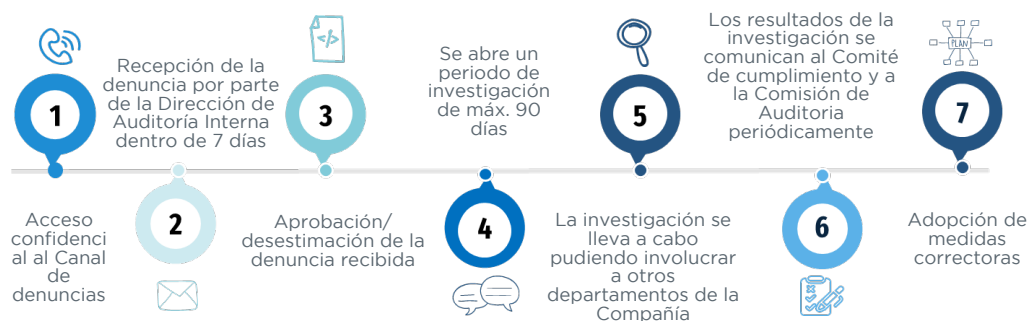 1
Acceso
confidenci
al al Canal
de
denuncias
Recepción de la
denuncia por parte
de la Dirección de
Auditoría Interna
dentro de 7 días
2
</>
3
Aprobación/
desestimación de la
denuncia recibida
Se abre un
periodo de
investigación
de máx. 90
días
4
5
La investigación se
lleva a cabo
pudiendo involucrar
a otros
departamentos de la
Compañía
Los resultados de la
investigación se
comunican al Comité
de cumplimiento y a
la Comisión de
Auditoria
periódicamente
6
PLAN
7
Adopción de
medidas
correctoras